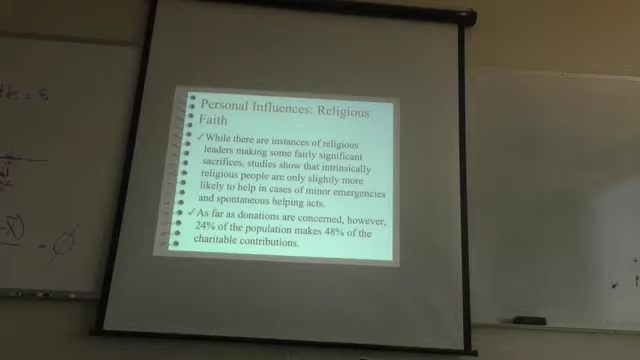 Personal Influences: Religious
Faith
✓While there are instances of religious
leaders making some fairly significant
sacrifices, studies show that intrinsically
religious people are only slightly more
likely to help in cases of minor emergencies
and spontaneous helping acts.
✓As far as donations are concerned, however,
24% of the population makes 48% of the
charitable contributions.
= 8
= ∅